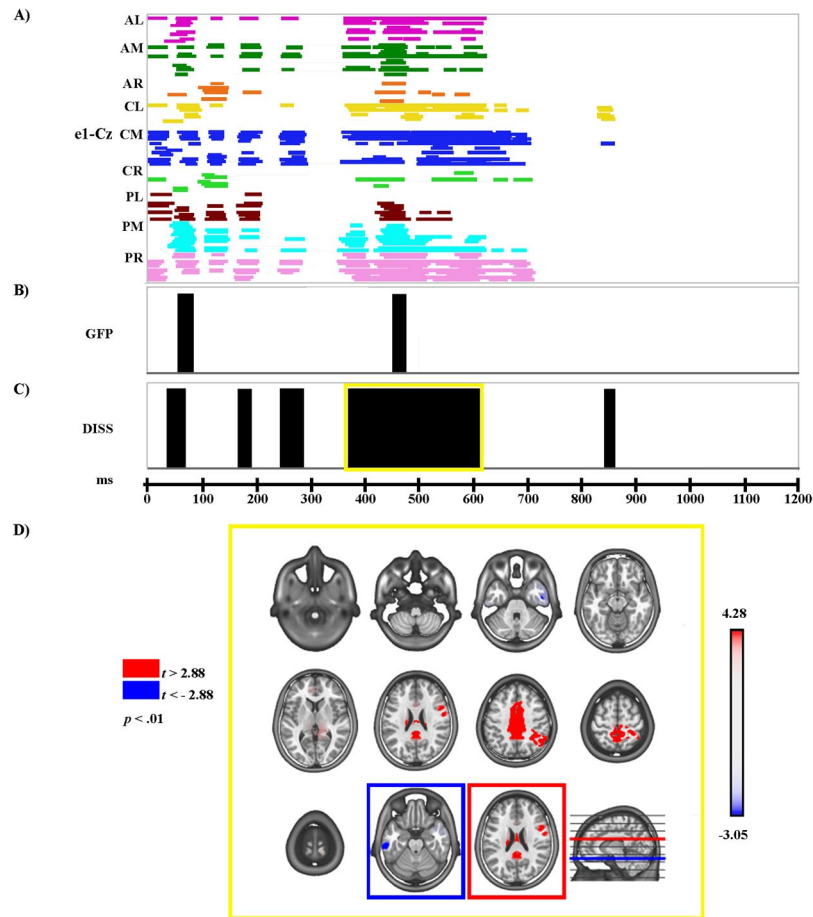 A)
AL
AM
AR
CL
e1-Cz CM
CR
PL
PM
PR
B)
GFP
C)
DISS
ms
0 100 200 300 400 500 600 700 800 900 1000 1100 1200
D)
4.28
t > 2.88
t < - 2.88
p < .01
-3.05